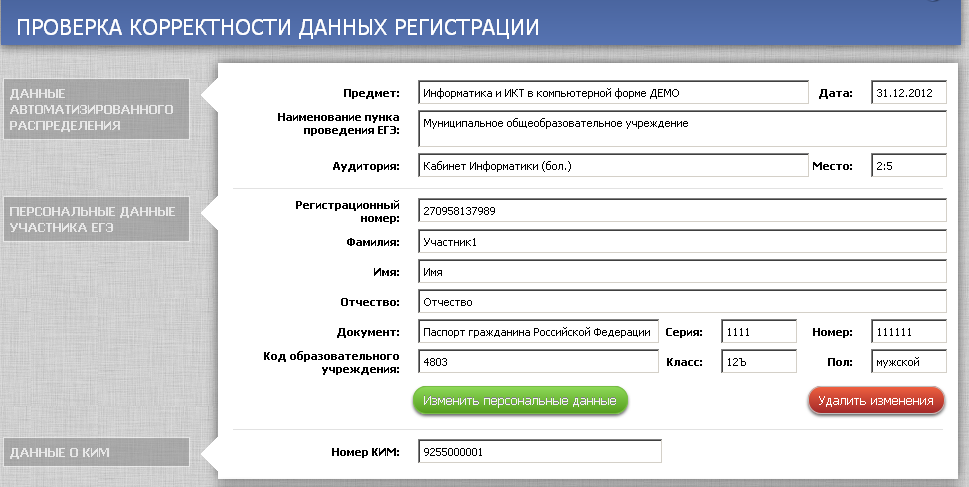 ПРОВЕРКА КОРРЕКТНОСТИ ДАННЫХ РЕГИСТРАЦИИ
ДАННЫЕ
АВТОМАТИЗИРОВАННОГО
РАСПРЕДЕЛЕНИЯ
Предмет: Информатика и ИКТ в компьютерной форме ДЕМО Дата: 31.12.2012
Наименование пунка
проведения ЕГЭ: Муниципальное общеобразовательное учреждение
Аудитория: Кабинет Информатики (бол.) Место: 2:5
ПЕРСОНАЛЬНЫЕ ДАННЫЕ
УЧАСТНИКА ЕГЭ
Регистрационный
номер: 270958137989
Фамилия: Участник1
Имя: Имя
Отчество: Отчество
Документ: Паспорт гражданина Российской Федерации Серия: 1111 Номер: 111111
Код образовательного
учреждения: 4803 Класс: 12Ъ Пол: мужской
Изменить персональные данные Удалить изменения
ДАННЫЕ О КИМ
Номер КИМ: 9255000001